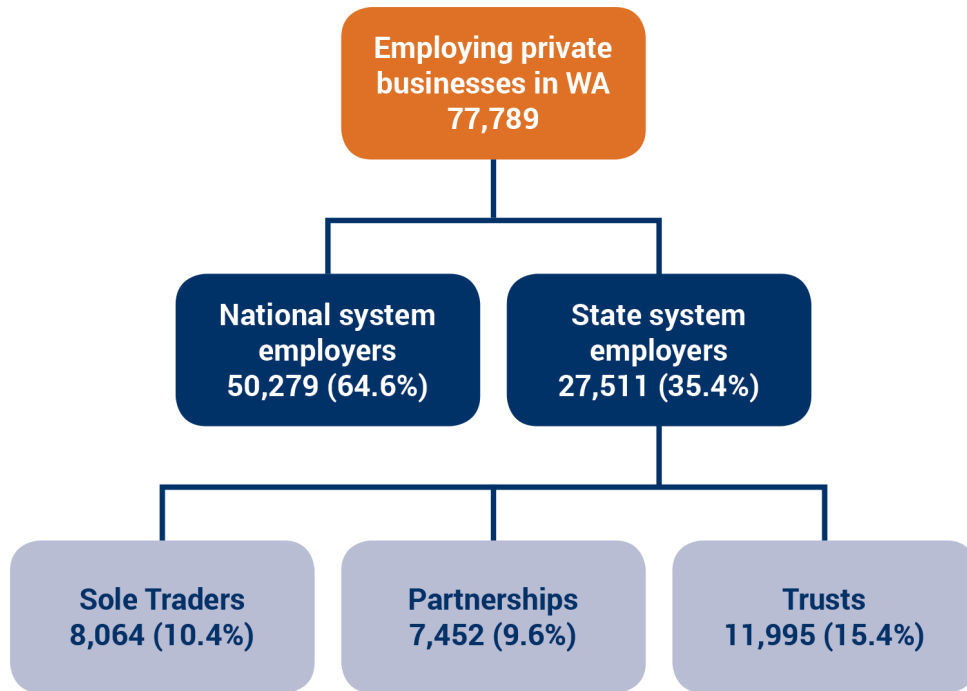 Employing private
businesses in WA
77,789
National system
employers
50,279 (64.6%)
State system
employers
27,511 (35.4%)
Sole Traders
8,064 (10.4%)
Partnerships
7,452 (9.6%)
Trusts
11,995 (15.4%)